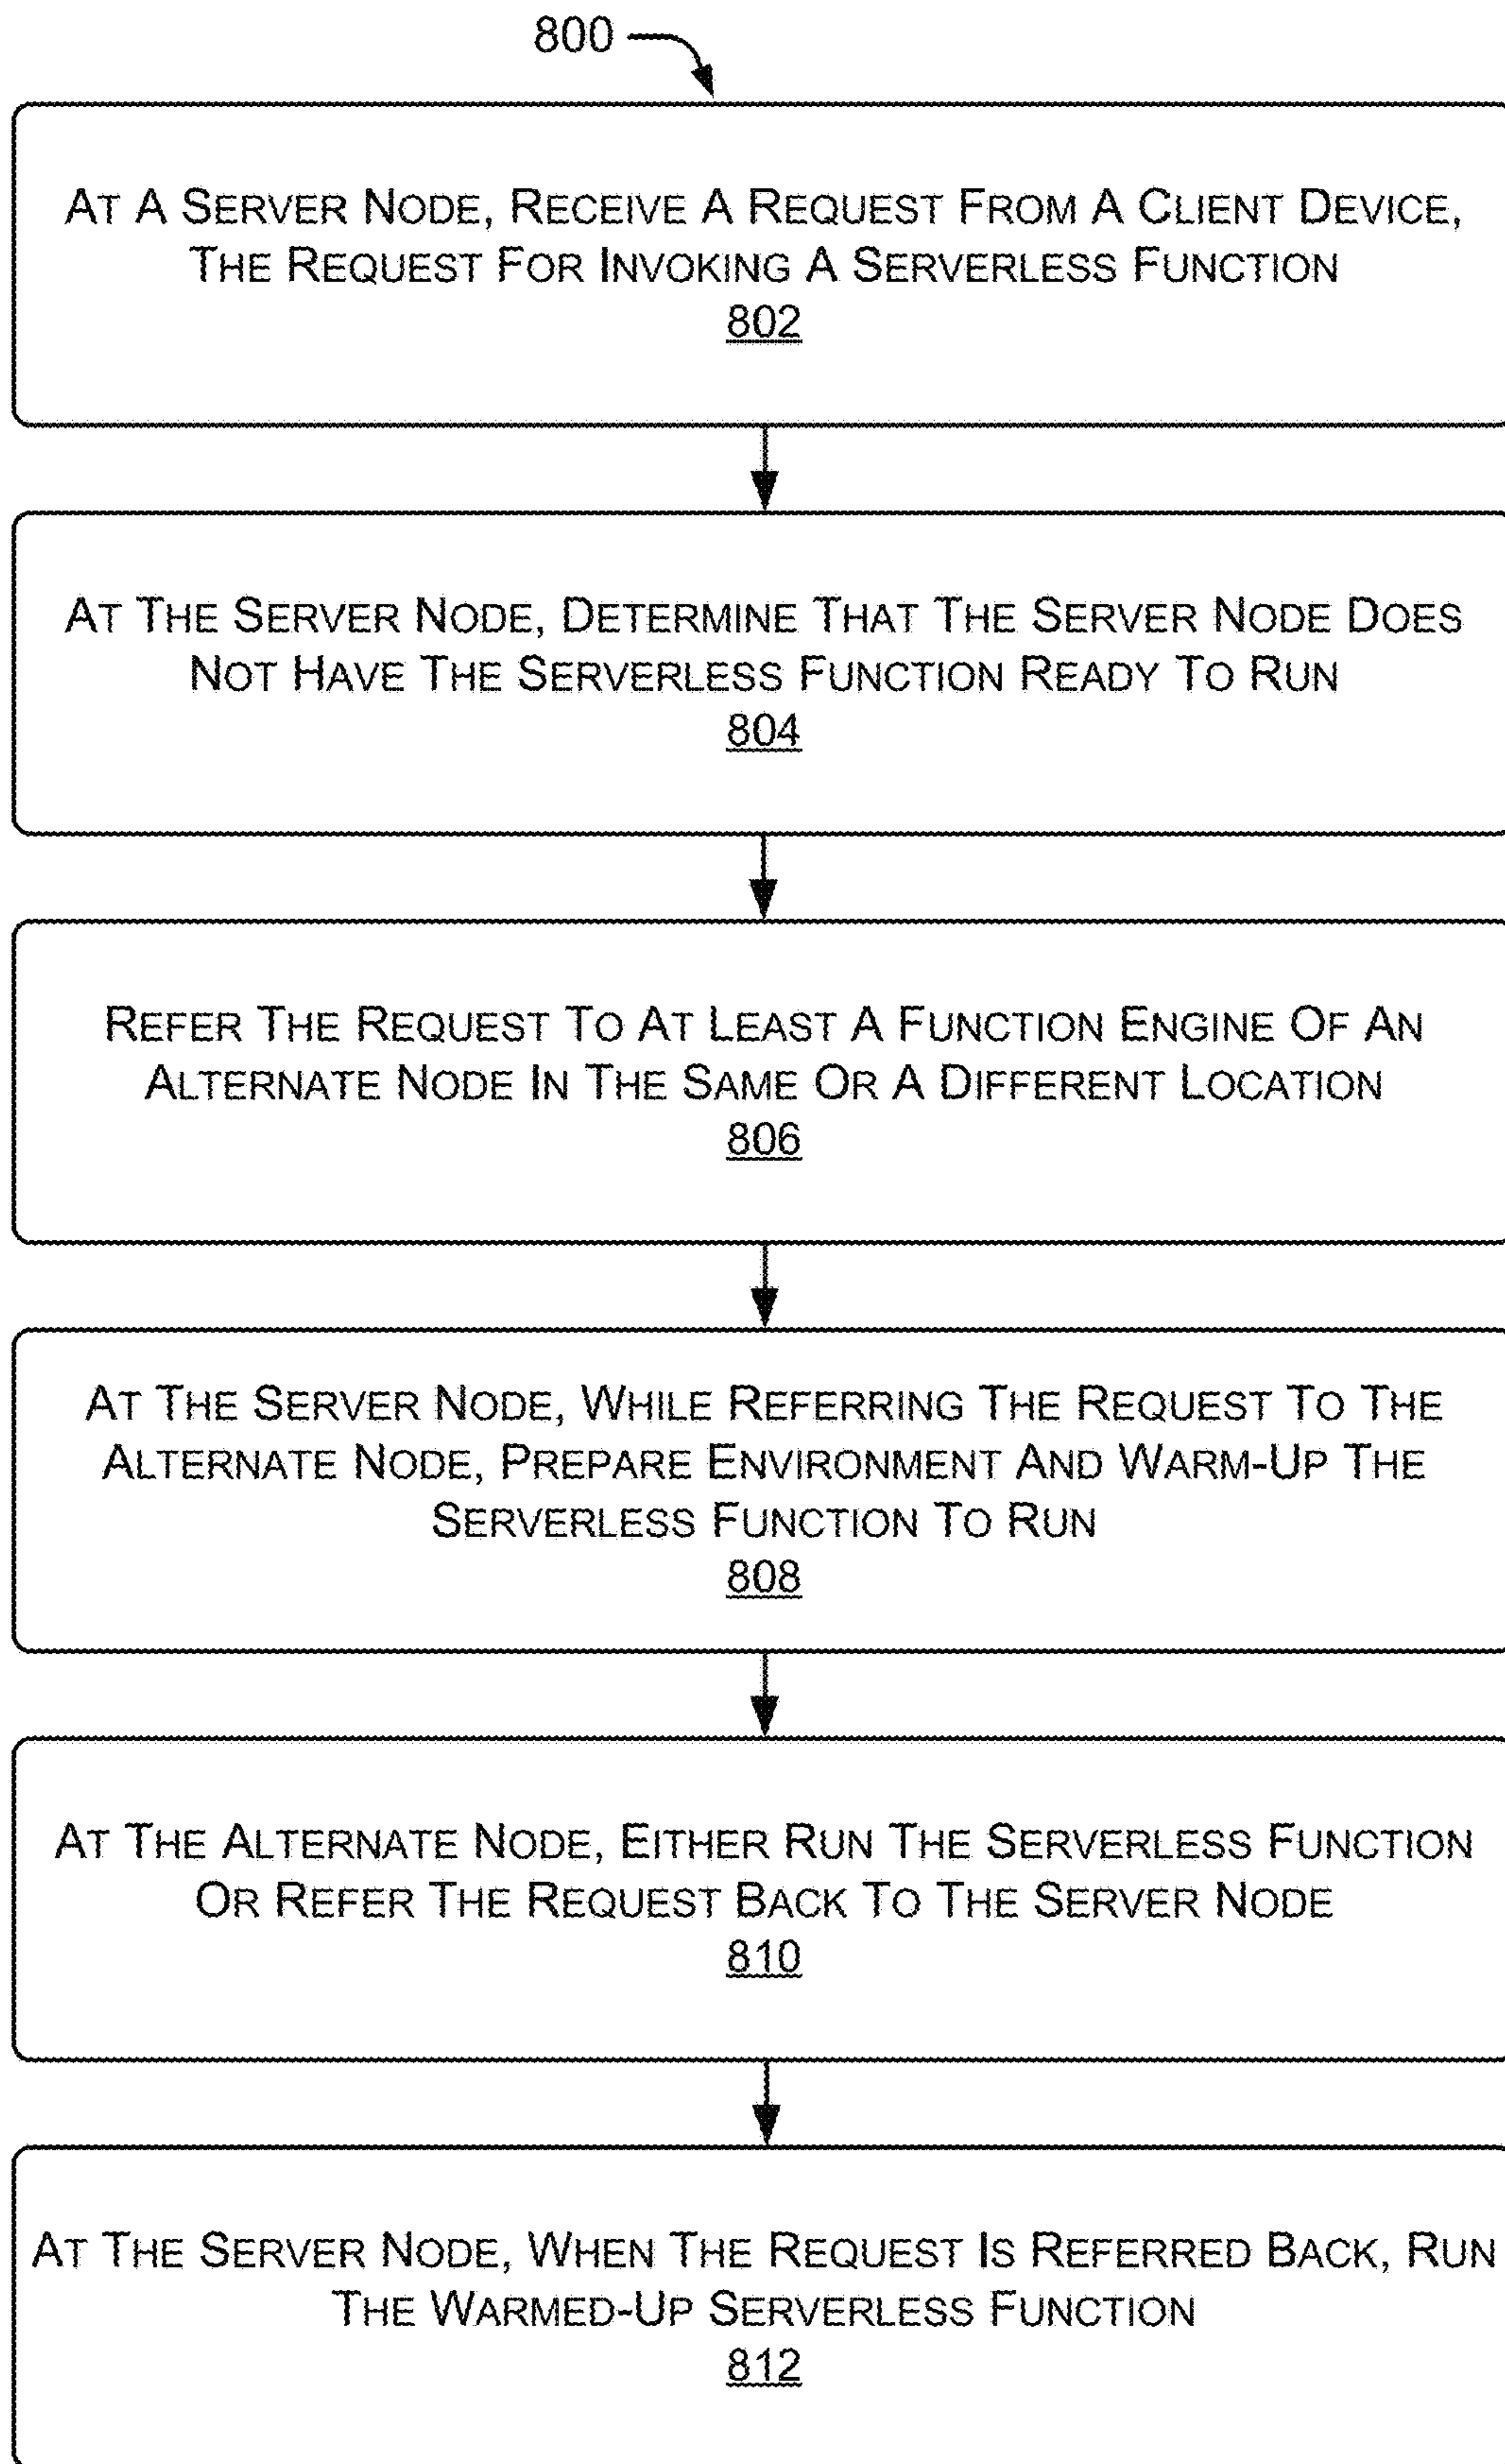 800
AT A SERVER NODE, RECEIVE A REQUEST FROM A CLIENT DEVICE,
THE REQUEST FOR INVOKING A SERVERLESS FUNCTION
802
AT THE SERVER NODE, DETERMINE THAT THE SERVER NODE DOES
NOT HAVE THE SERVERLESS FUNCTION READY TO RUN
804
REFER THE REQUEST TO AT LEAST A FUNCTION ENGINE OF AN
ALTERNATE NODE IN THE SAME OR A DIFFERENT LOCATION
806
AT THE SERVER NODE, WHILE REFERRING THE REQUEST TO THE
ALTERNATE NODE, PREPARE ENVIRONMENT AND WARM-UP THE
SERVERLESS FUNCTION TO RUN
808
AT THE ALTERNATE NODE, EITHER RUN THE SERVERLESS FUNCTION
OR REFER THE REQUEST BACK TO THE SERVER NODE
810
AT THE SERVER NODE, WHEN THE REQUEST IS REFERRED BACK, RUN
THE WARMED-UP SERVERLESS FUNCTION
812